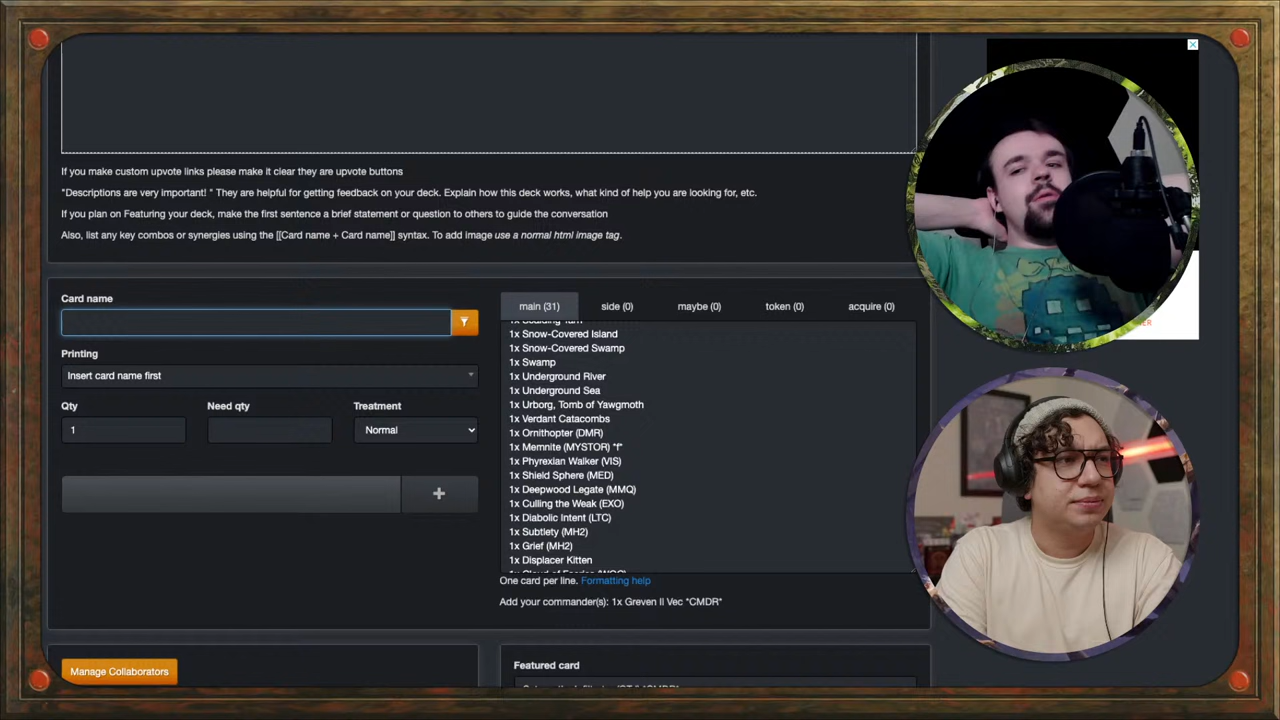 If you make custom upvote links please make it clear they are upvote buttons
"Descriptions are very important! " They are helpful for getting feedback on your deck. Explain how this deck works, what kind of help you are looking for, etc.
If you plan on Featuring your deck, make the first sentence a brief statement or question to others to guide the conversation
Also, list any key combos or synergies using the [[Card name + Card name]] syntax. To add image use a normal html image tag.
Card name
Printing
Insert card name first
Qty
Need qty
Treatment
1
Normal
+
main (31)
side (0)
maybe (0)
token (0)
acquire (0)
1x Snow-Covered Island
1x Snow-Covered Swamp
1x Swamp
1x Underground River
1x Underground Sea
1x Urborg, Tomb of Yawgmoth
1x Verdant Catacombs
1x Ornithopter (DMR)
1x Memnite (MYSTOR) *f*
1x Phyrexian Walker (VIS)
1x Shield Sphere (MED)
1x Deepwood Legate (MMQ)
1x Culling the Weak (EXO)
1x Diabolic Intent (LTC)
1x Subtlety (MH2)
1x Grief (MH2)
1x Displacer Kitten
One card per line. Formatting help
Add your commander(s): 1x Greven Il Vec *CMDR*
Manage Collaborators
Featured card